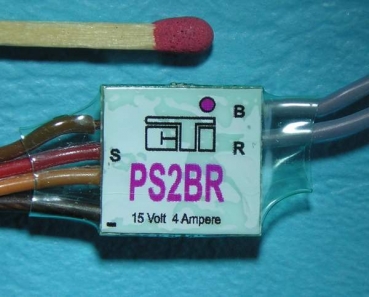 B
CTi
S
R
PS2BR
15 Volt 4 Ampere